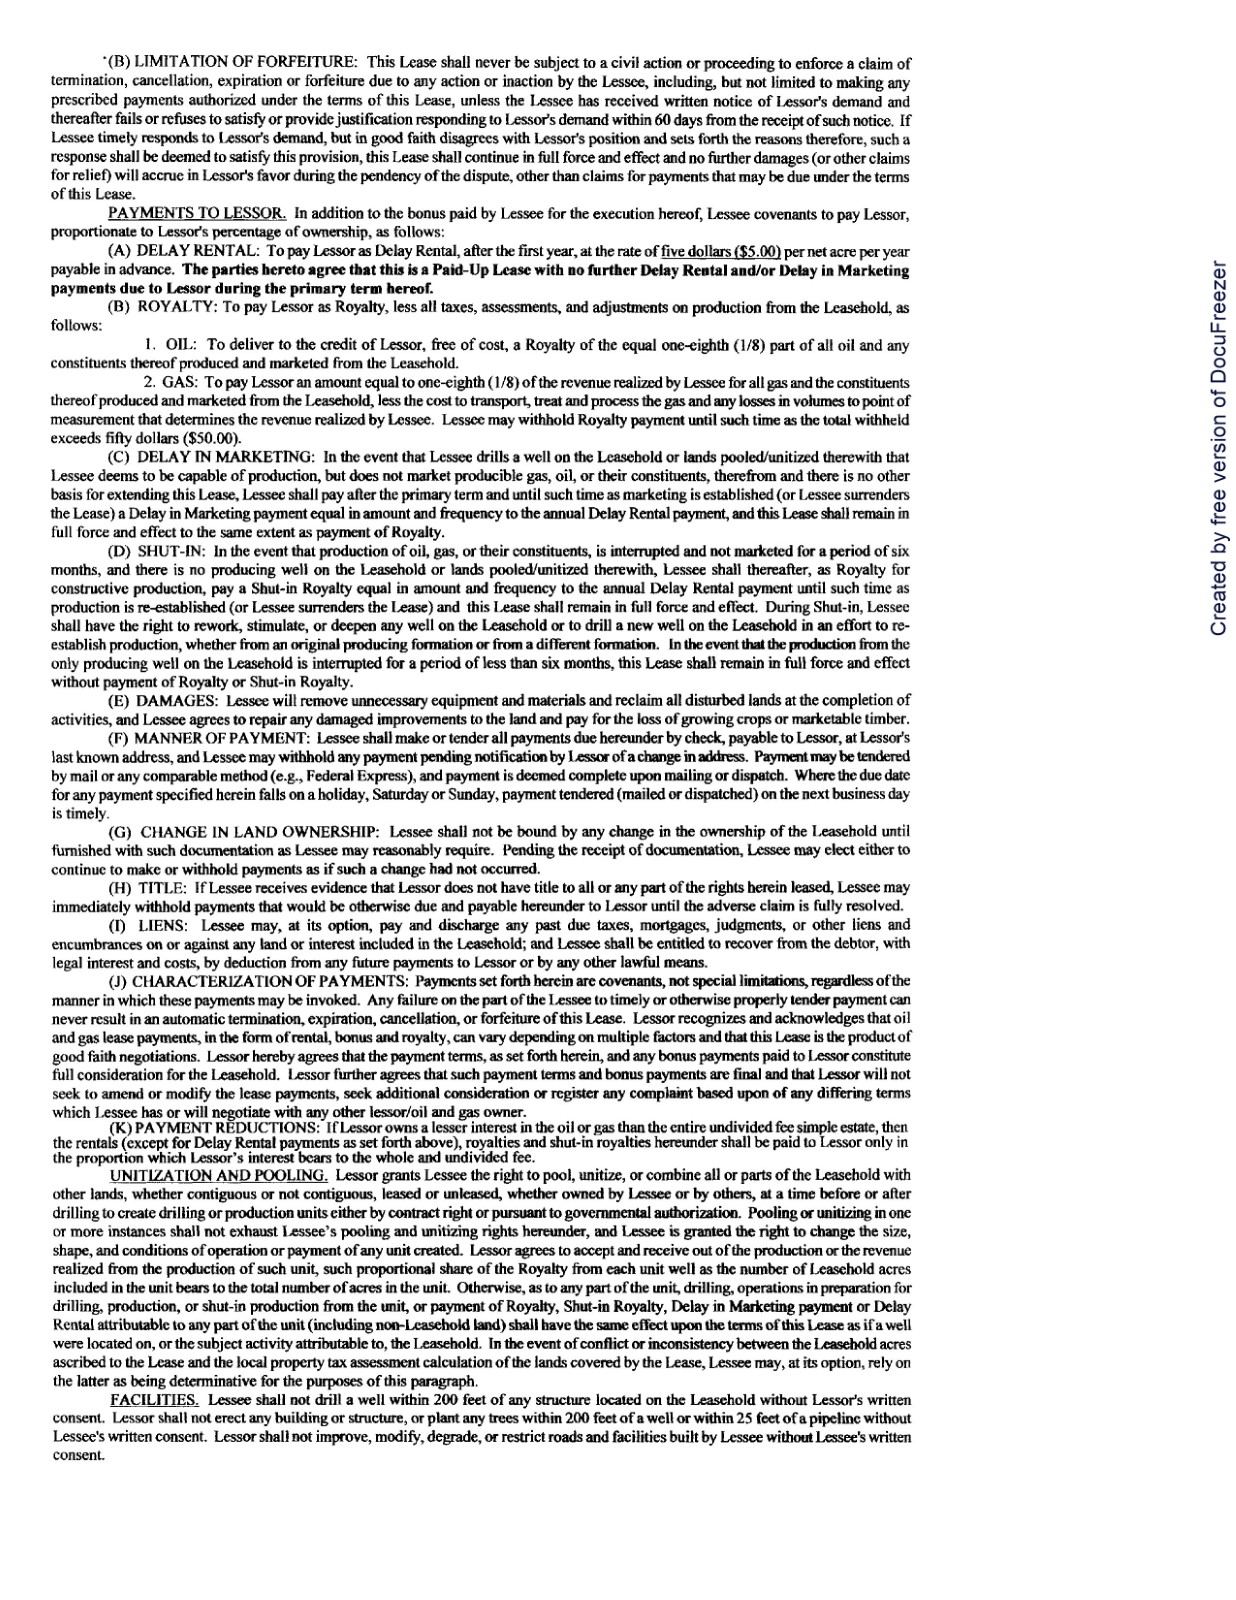 (B) LIMITATION OF FORFEITURE: This Lease shall never be subject to a civil action or proceeding to enforce a claim of
termination, cancellation, expiration or forfeiture due to any action or inaction by the Lessee, including, but not limited to making any
prescribed payments authorized under the terms of this Lease, unless the Lessee has received written notice of Lessor's demand and
thereafter fails or refuses to satisfy or provide justification responding to Lessor's demand within 60 days from the receipt of such notice. If
Lessee timely responds to Lessor's demand, but in good faith disagrees with Lessor's position and sets forth the reasons therefore, such a
response shall be deemed to satisfy this provision, this Lease shall continue in full force and effect and no further damages (or other claims
for relief) will accrue in Lessor's favor during the pendency of the dispute, other than claims for payments that may be due under the terms
of this Lease.
PAYMENTS TO LESSOR. In addition to the bonus paid by Lessee for the execution hereof, Lessee covenants to pay Lessor,
proportionate to Lessor's percentage of ownership, as follows:
(A) DELAY RENTAL: To pay Lessor as Delay Rental, after the first year, at the rate of five dollars ($5.00) per net acre per year
payable in advance. The parties hereto agree that this is a Paid-Up Lease with no further Delay Rental and/or Delay in Marketing
payments due to Lessor during the primary term hereof.
(B) ROYALTY: To pay Lessor as Royalty, less all taxes, assessments, and adjustments on production from the Leasehold, as
follows:
1. OIL: To deliver to the credit of Lessor, free of cost, a Royalty of the equal one-eighth (1/8) part of all oil and any
constituents thereof produced and marketed from the Leasehold.
2. GAS: To pay Lessor an amount equal to one-eighth (1/8) of the revenue realized by Lessee for all gas and the constituents
thereof produced and marketed from the Leasehold, less the cost to transport, treat and process the gas and any losses in volumes to point of
measurement that determines the revenue realized by Lessee. Lessee may withhold Royalty payment until such time as the total withheld
exceeds fifty dollars ($50.00).
(C) DELAY IN MARKETING: In the event that Lessee drills a well on the Leasehold or lands pooled/unitized therewith that
Lessee deems to be capable of production, but does not market producible gas, oil, or their constituents, therefrom and there is no other
basis for extending this Lease, Lessee shall pay after the primary term and until such time as marketing is established (or Lessee surrenders
the Lease) a Delay in Marketing payment equal in amount and frequency to the annual Delay Rental payment, and this Lease shall remain in
full force and effect to the same extent as payment of Royalty.
(D) SHUT-IN: In the event that production of oil, gas, or their constituents, is interrupted and not marketed for a period of six
months, and there is no producing well on the Leasehold or lands pooled/unitized therewith, Lessee shall thereafter, as Royalty for
constructive production, pay a Shut-in Royalty equal in amount and frequency to the annual Delay Rental payment until such time as
production is re-established (or Lessee surrenders the Lease) and this Lease shall remain in full force and effect. During Shut-in, Lessee
shall have the right to rework, stimulate, or deepen any well on the Leasehold or to drill a new well on the Leasehold in an effort to re-
establish production, whether from an original producing formation or from a different formation. In the event that the production from the
only producing well on the Leasehold is interrupted for a period of less than six months, this Lease shall remain in full force and effect
without payment of Royalty or Shut-in Royalty.
(E) DAMAGES: Lessee will remove unnecessary equipment and materials and reclaim all disturbed lands at the completion of
activities, and Lessee agrees to repair any damaged improvements to the land and pay for the loss of growing crops or marketable timber.
(F) MANNER OF PAYMENT: Lessee shall make or tender all payments due hereunder by check, payable to Lessor, at Lessor's
last known address, and Lessee may withhold any payment pending notification by Lessor of a change in address. Payment may be tendered
by mail or any comparable method (e.g., Federal Express), and payment is deemed complete upon mailing or dispatch. Where the due date
for any payment specified herein falls on a holiday, Saturday or Sunday, payment tendered (mailed or dispatched) on the next business day
is timely.
(G) CHANGE IN LAND OWNERSHIP: Lessee shall not be bound by any change in the ownership of the Leasehold until
furnished with such documentation as Lessee may reasonably require. Pending the receipt of documentation, Lessee may elect either to
continue to make or withhold payments as if such a change had not occurred.
(H) TITLE: If Lessee receives evidence that Lessor does not have title to all or any part of the rights herein leased, Lessee may
immediately withhold payments that would be otherwise due and payable hereunder to Lessor until the adverse claim is fully resolved.
(I) LIENS: Lessee may, at its option, pay and discharge any past due taxes, mortgages, judgments, or other liens and
encumbrances on or against any land or interest included in the Leasehold; and Lessee shall be entitled to recover from the debtor, with
legal interest and costs, by deduction from any future payments to Lessor or by any other lawful means.
(J) CHARACTERIZATION OF PAYMENTS: Payments set forth herein are covenants, not special limitations, regardless of the
manner in which these payments may be invoked. Any failure on the part of the Lessee to timely or otherwise properly tender payment can
never result in an automatic termination, expiration, cancellation, or forfeiture of this Lease. Lessor recognizes and acknowledges that oil
and gas lease payments, in the form of rental, bonus and royalty, can vary depending on multiple factors and that this Lease is the product of
good faith negotiations. Lessor hereby agrees that the payment terms, as set forth herein, and any bonus payments paid to Lessor constitute
full consideration for the Leasehold. Lessor further agrees that such payment terms and bonus payments are final and that Lessor will not
seek to amend or modify the lease payments, seek additional consideration or register any complaint based upon of any differing terms
which Lessee has or will negotiate with any other lessor/oil and gas owner.
(K) PAYMENT REDUCTIONS: If Lessor owns a lesser interest in the oil or gas than the entire undivided fee simple estate, then
the rentals (except for Delay Rental payments as set forth above), royalties and shut-in royalties hereunder shall be paid to Lessor only in
the proportion which Lessor's interest bears to the whole and undivided fee.
UNITIZATION AND POOLING. Lessor grants Lessee the right to pool, unitize, or combine all or parts of the Leasehold with
other lands, whether contiguous or not contiguous, leased or unleased, whether owned by Lessee or by others, at a time before or after
drilling to create drilling or production units either by contract right or pursuant to governmental authorization. Pooling or unitizing in one
or more instances shall not exhaust Lessee's pooling and unitizing rights hereunder, and Lessee is granted the right to change the size,
shape, and conditions of operation or payment of any unit created. Lessor agrees to accept and receive out of the production or the revenue
realized from the production of such unit, such proportional share of the Royalty from each unit well as the number of Leasehold acres
included in the unit bears to the total number of acres in the unit. Otherwise, as to any part of the unit, drilling, operations in preparation for
drilling, production, or shut-in production from the unit, or payment of Royalty, Shut-in Royalty, Delay in Marketing payment or Delay
Rental attributable to any part of the unit (including non-Leasehold land) shall have the same effect upon the terms of this Lease as if a well
were located on, or the subject activity attributable to, the Leasehold. In the event of conflict or inconsistency between the Leasehold acres
ascribed to the Lease and the local property tax assessment calculation of the lands covered by the Lease, Lessee may, at its option, rely on
the latter as being determinative for the purposes of this paragraph.
FACILITIES. Lessee shall not drill a well within 200 feet of any structure located on the Leasehold without Lessor's written
consent. Lessor shall not erect any building or structure, or plant any trees within 200 feet of a well or within 25 feet of a pipeline without
Lessee's written consent. Lessor shall not improve, modify, degrade, or restrict roads and facilities built by Lessee without Lessee's written
consent.
Created by free version of DocuFreezer